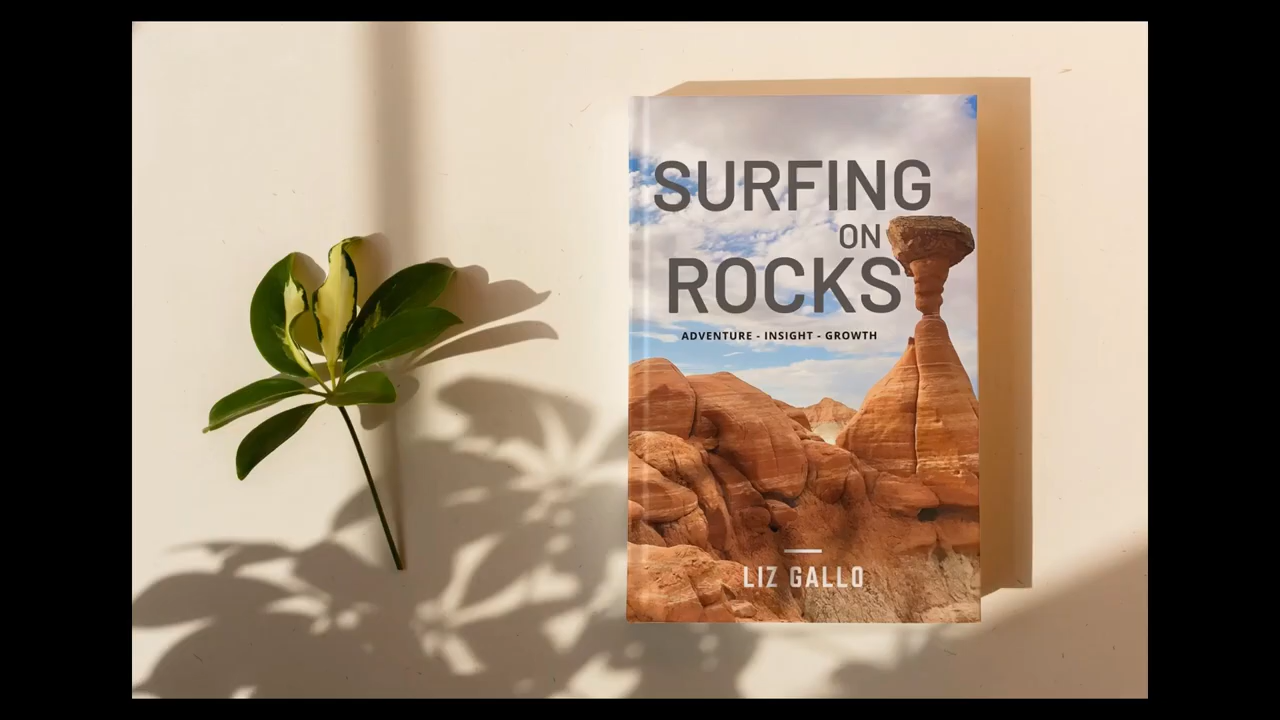 SURFING
ON
ROCKS
ADVENTURE - INSIGHT - GROWTH
LIZ GALLO